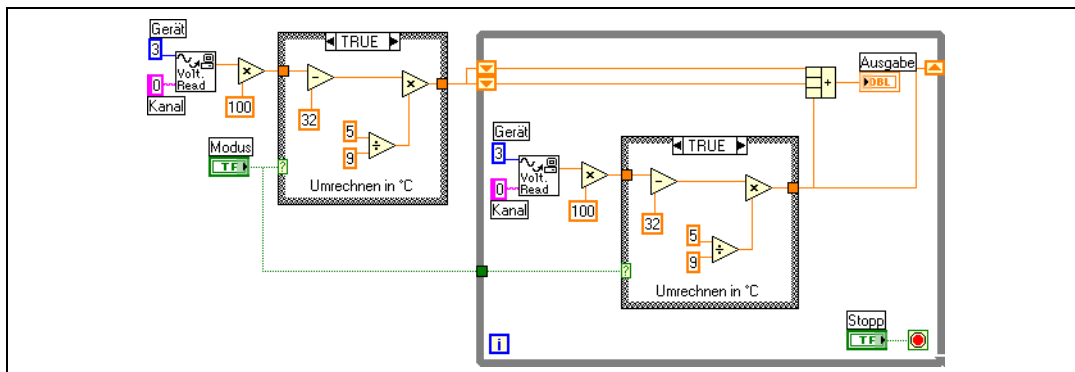 Gerät
3
Volt.
Read
0
Kanal
100
TRUE
32
5
9
Umrechnen in °C
Modus
TF
?
Ausgabe
DBL
+
Gerät
3
Volt.
Read
0
Kanal
100
TRUE
32
5
9
Umrechnen in °C
?
Stopp
TF
i